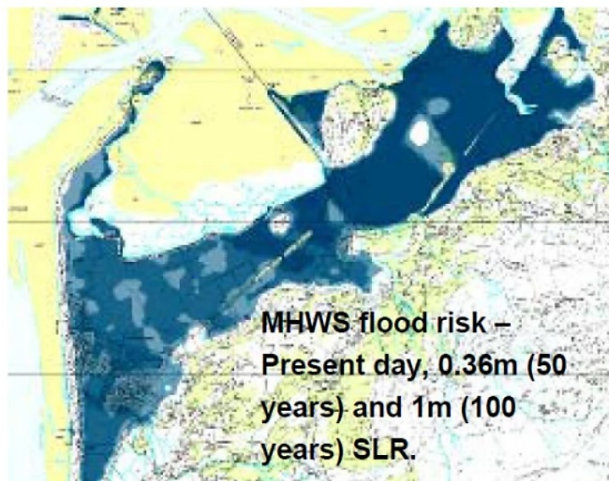 MHWS flood risk –
Present day, 0.36m (50
years) and 1m (100
years) SLR.